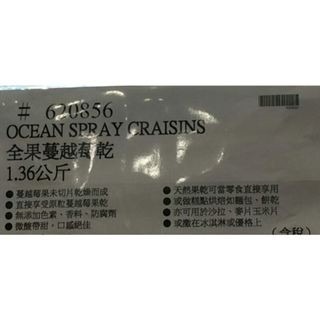 # 620856
OCEAN SPRAY CRAISINS
全果蔓越莓乾
1.36公斤
●蔓越莓果未切片乾燥而成
●直接享受原粒蔓越莓果乾
●無添加色素、香料、防腐劑
●微酸帶甜，口感絕佳
●天然果乾可當零食直接享用
●或做糕點烘焙如麵包、餅乾
●亦可用於沙拉、麥片玉米片
●或撒在冰淇淋或優格上
(含稅)